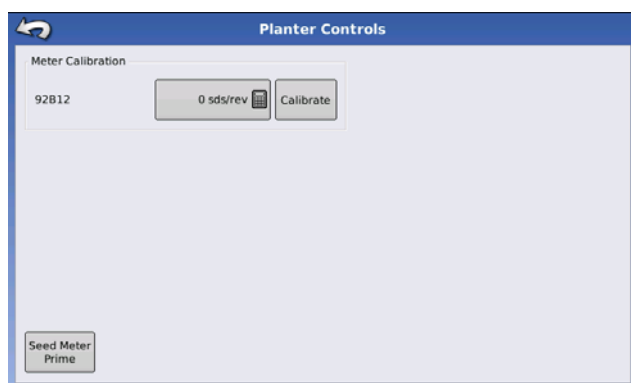 Planter Controls
Meter Calibration
92B12 0 sds/rev Calibrate
Seed Meter
Prime